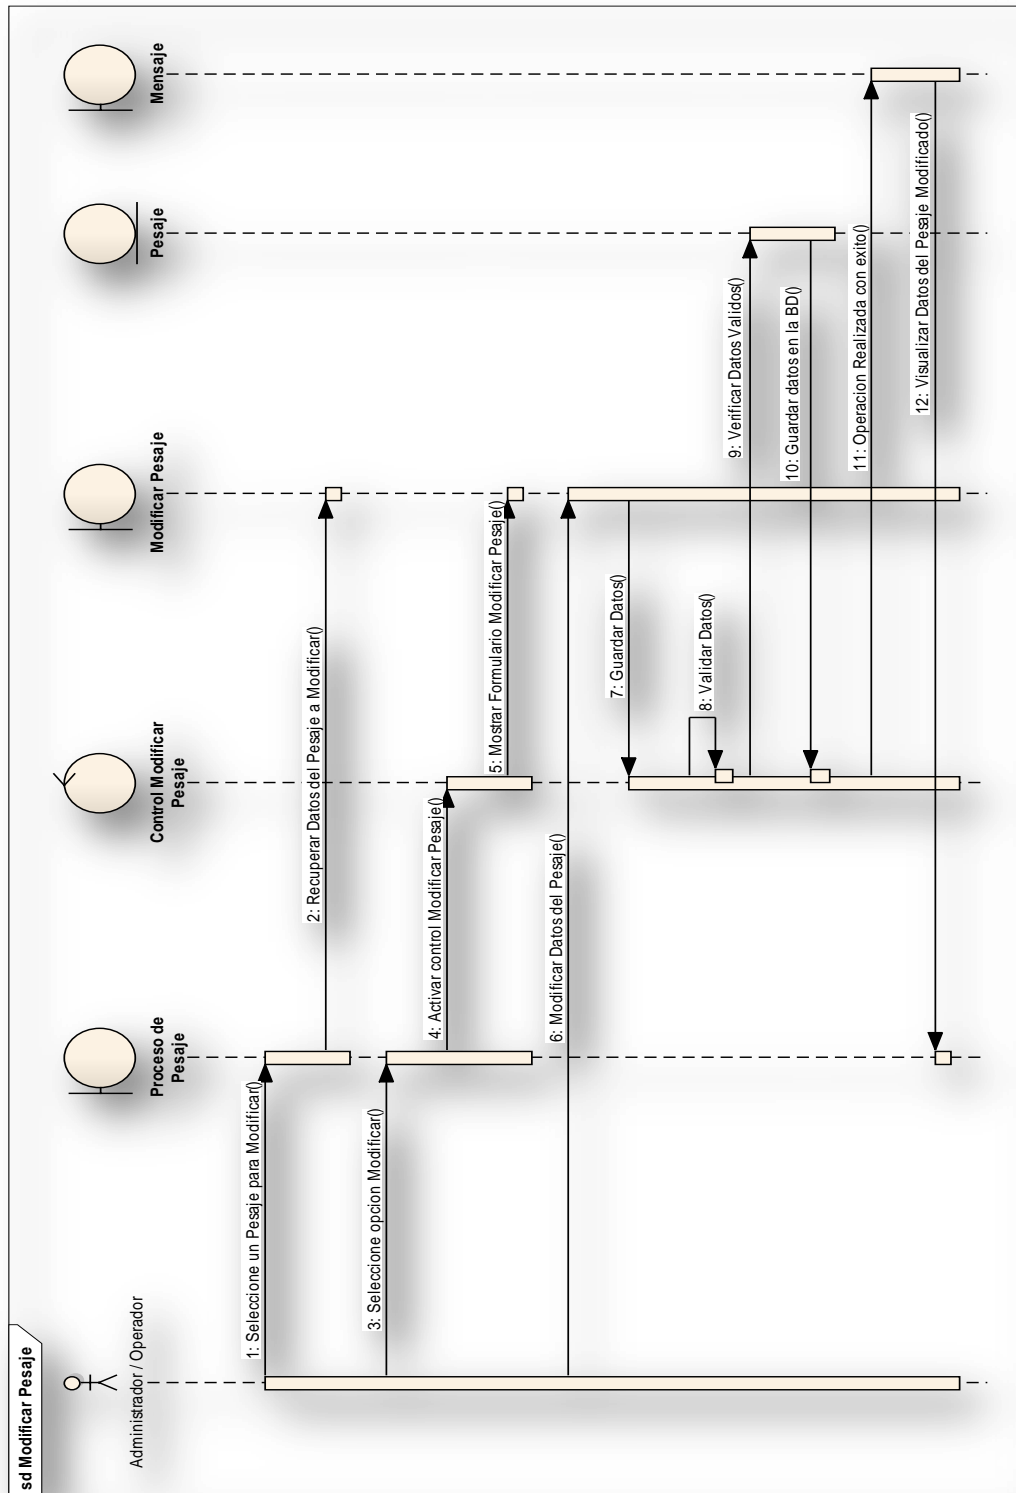 sd Modificar Pesaje
Administrador / Operador
Proceso de
Pesaje
Control Modificar
Pesaje
Modificar Pesaje
Pesaje
Mensaje
1: Seleccione un Pesaje para Modificar()
2: Recuperar Datos del Pesaje a Modificar()
3: Seleccione opcion Modificar()
4: Activar control Modificar Pesaje()
5: Mostrar Formulario Modificar Pesaje()
6: Modificar Datos del Pesaje()
7: Guardar Datos()
8: Validar Datos()
9: Verificar Datos Validos()
10: Guardar datos en la BD()
11: Operacion Realizada con exito()
12: Visualizar Datos del Pesaje Modificado()